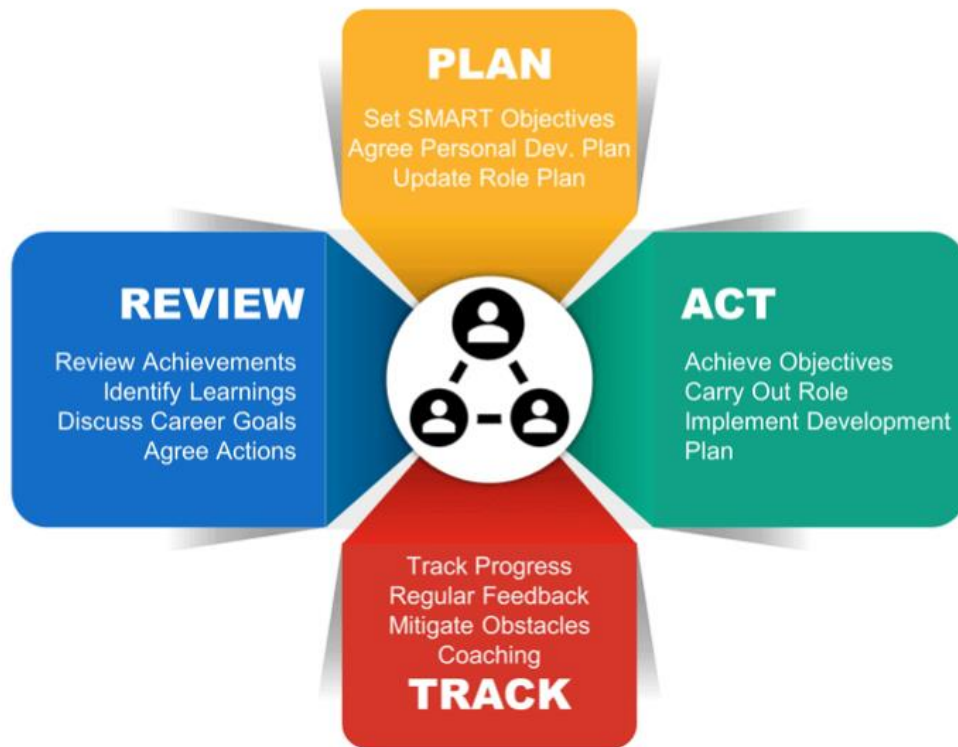 PLAN
Set SMART Objectives
Agree Personal Dev. Plan
Update Role Plan
REVIEW
Review Achievements
Identify Learnings
Discuss Career Goals
Agree Actions
ACT
Achieve Objectives
Carry Out Role
Implement Development
Plan
Track Progress
Regular Feedback
Mitigate Obstacles
Coaching
TRACK